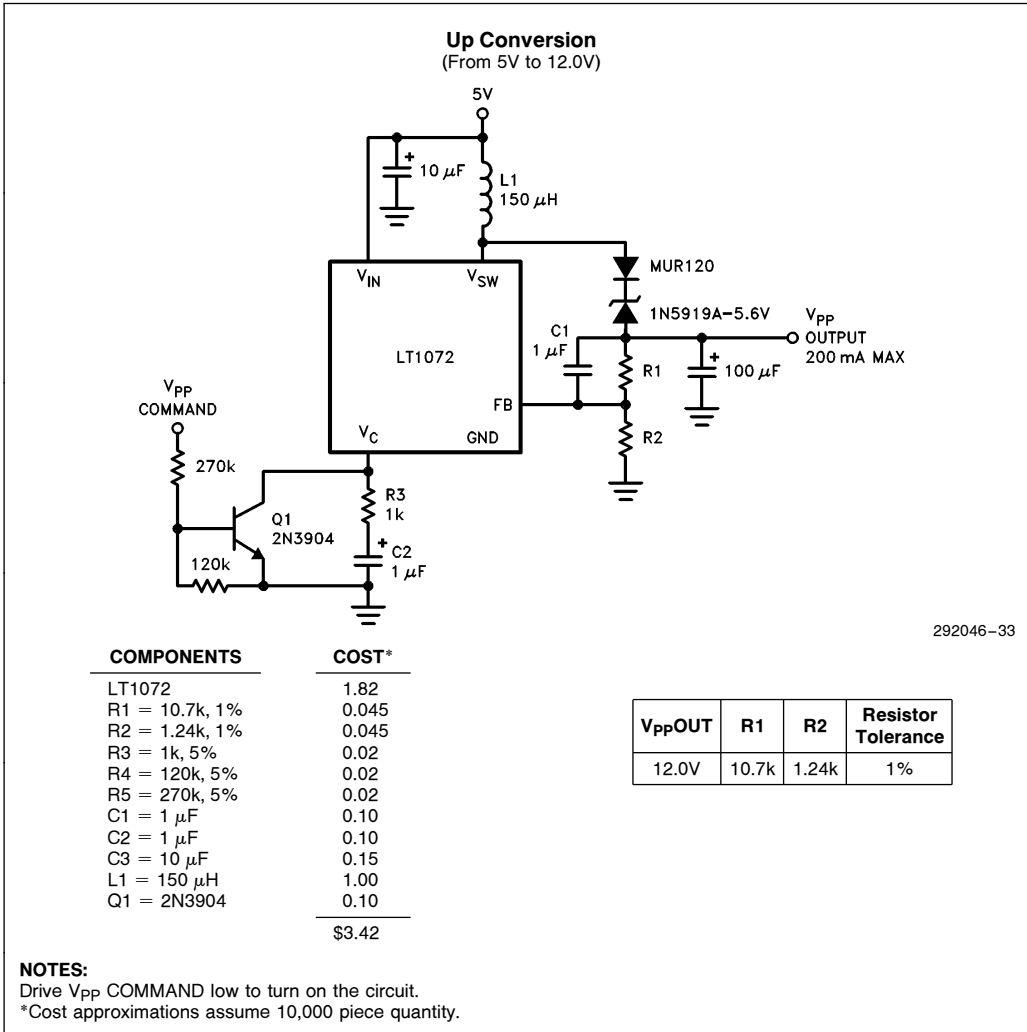 Up Conversion
(From 5V to 12.0V)
5V
10 μF
+
L1
150 μH
VIN
VSW
MUR120
1N5919A–5.6V
LT1072
C1
1 μF
R1
+
100 μF
VPP
OUTPUT
200 mA MAX
FB
R2
VC
GND
VPP
COMMAND
270k
R3
1k
Q1
2N3904
+
C2
1 μF
120k
292046–33
COMPONENTS COST*
LT1072 1.82
R1 = 10.7k, 1% 0.045
R2 = 1.24k, 1% 0.045
R3 = 1k, 5% 0.02
R4 = 120k, 5% 0.02
R5 = 270k, 5% 0.02
C1 = 1 μF 0.10
C2 = 1 μF 0.10
C3 = 10 μF 0.15
L1 = 150 μH 1.00
Q1 = 2N3904 0.10
$3.42
VPPOUT R1 R2 Resistor Tolerance
12.0V 10.7k 1.24k 1%
NOTES:
Drive VPP COMMAND low to turn on the circuit.
*Cost approximations assume 10,000 piece quantity.